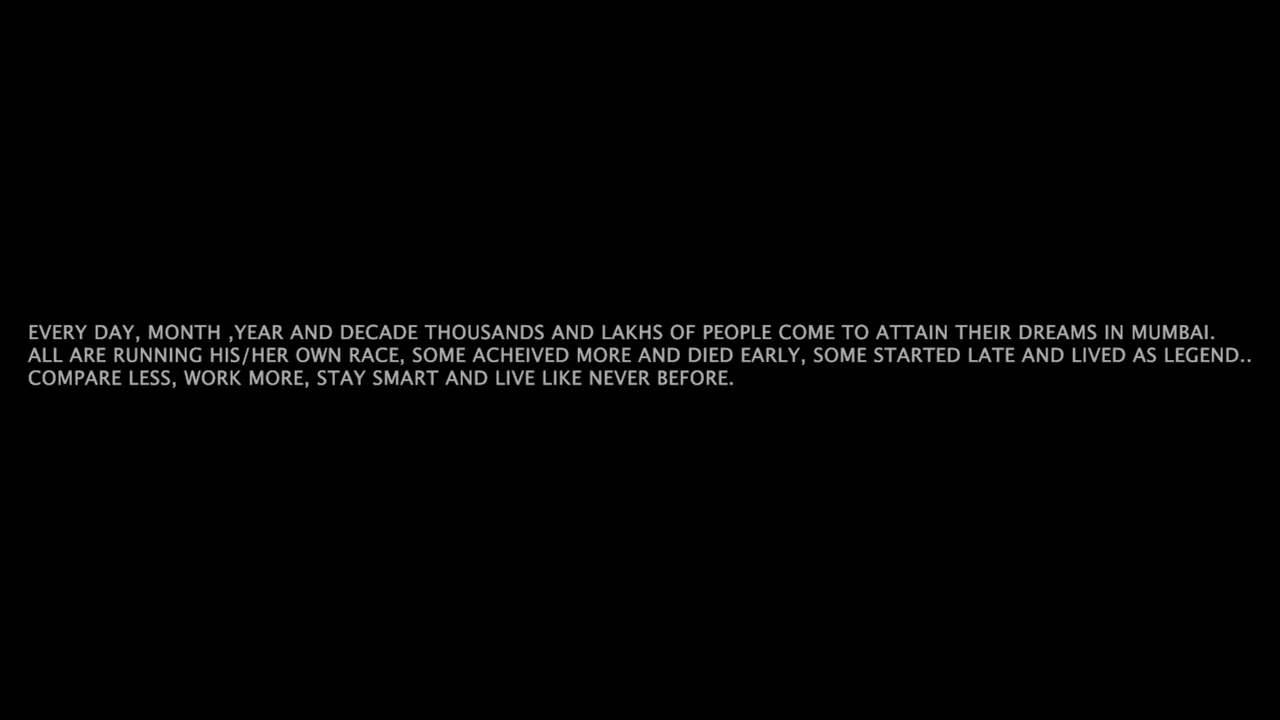 EVERY DAY, MONTH ,YEAR AND DECADE THOUSANDS AND LAKHS OF PEOPLE COME TO ATTAIN THEIR DREAMS IN MUMBAI.
ALL ARE RUNNING HIS/HER OWN RACE, SOME ACHEIVED MORE AND DIED EARLY, SOME STARTED LATE AND LIVED AS LEGEND..
COMPARE LESS, WORK MORE, STAY SMART AND LIVE LIKE NEVER BEFORE.